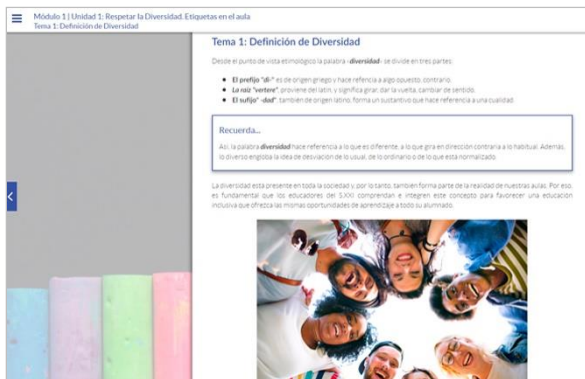 Módulo 1 | Unidad 1: Respetar la Diversidad. Etiquetas en el aula
Tema 1: Definición de Diversidad
Tema 1: Definición de Diversidad
Desde el punto de vista etimológico la palabra - diversidad - se divide en tres partes:
El prefijo "di-" es de origen griego y hace refencia a algo opuesto, contrario.
La raíz "vertere", proviene del latín, y significa girar, dar la vuelta, cambiar de sentido.
El sufijo" -dad", también de origen latino, forma un sustantivo que hace referencia a una cualidad.
Recuerda...
Así, la palabra diversidad hace referencia a lo que es diferente, a lo que gira en dirección contraria a lo habitual. Además,
lo diverso engloba la idea de desviación de lo usual, de lo ordinario o de lo que está normalizado.
La diversidad está presente en toda la sociedad y, por lo tanto, también forma parte de la realidad de nuestras aulas. Por eso
es fundamental que los educadores del S.XXI comprendan e integren este concepto para favorecer una educación
inclusiva que ofrezca las mismas oportunidades de aprendizaje a todo su alumnado.